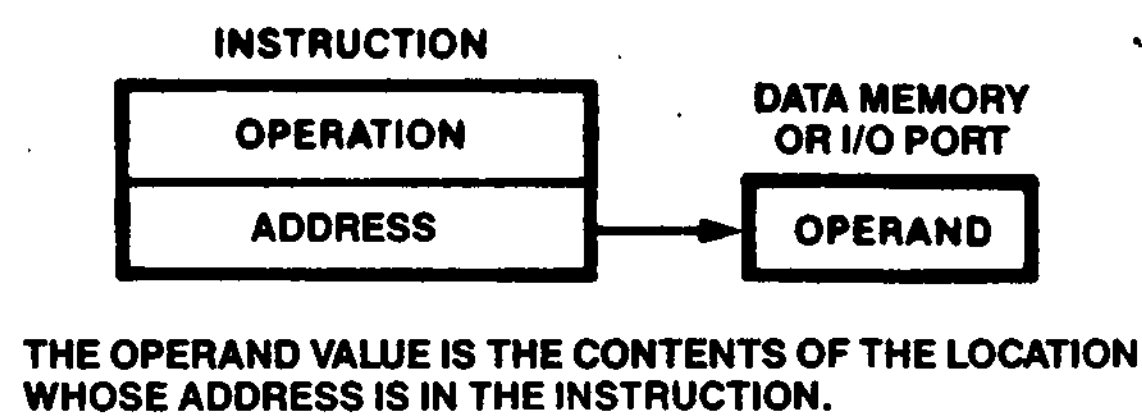 INSTRUCTION
OPERATION
ADDRESS
DATA MEMORY
OR I/O PORT
OPERAND
THE OPERAND VALUE IS THE CONTENTS OF THE LOCATION
WHOSE ADDRESS IS IN THE INSTRUCTION.